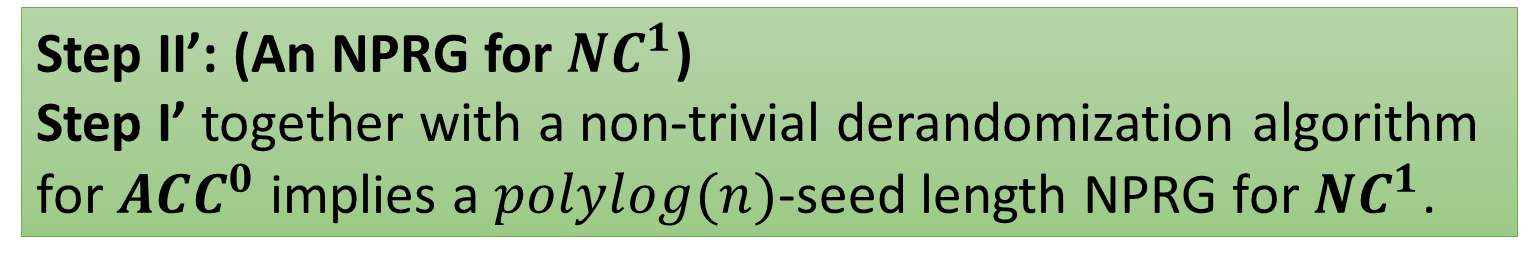 Step II’: (An NPRG for 𝑵𝑪¹)
Step I’ together with a non-trivial derandomization algorithm
for 𝑨𝑪𝑪⁰ implies a 𝑝𝑜𝑙𝑦𝑙𝑜𝑔(𝑛)-seed length NPRG for 𝑵𝑪¹.